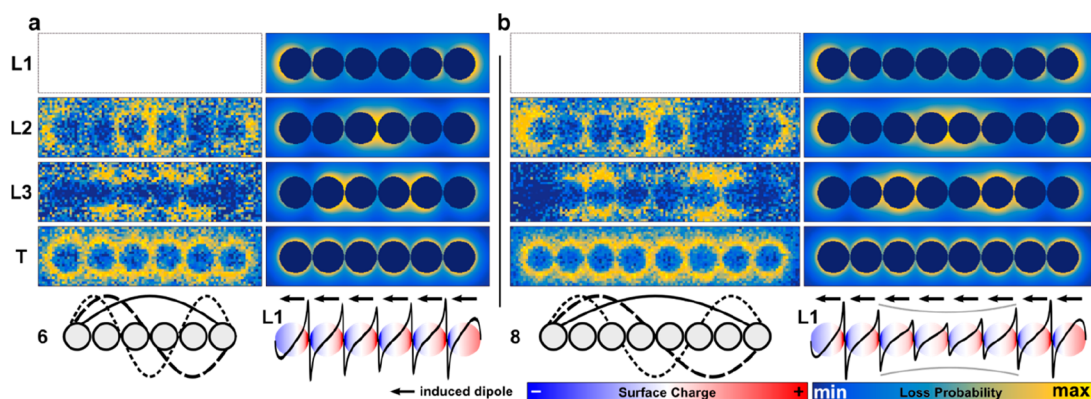 a
b
L1
L2
L3
T
6
L1
8
L1
induced dipole
− Surface Charge +
min Loss Probability max